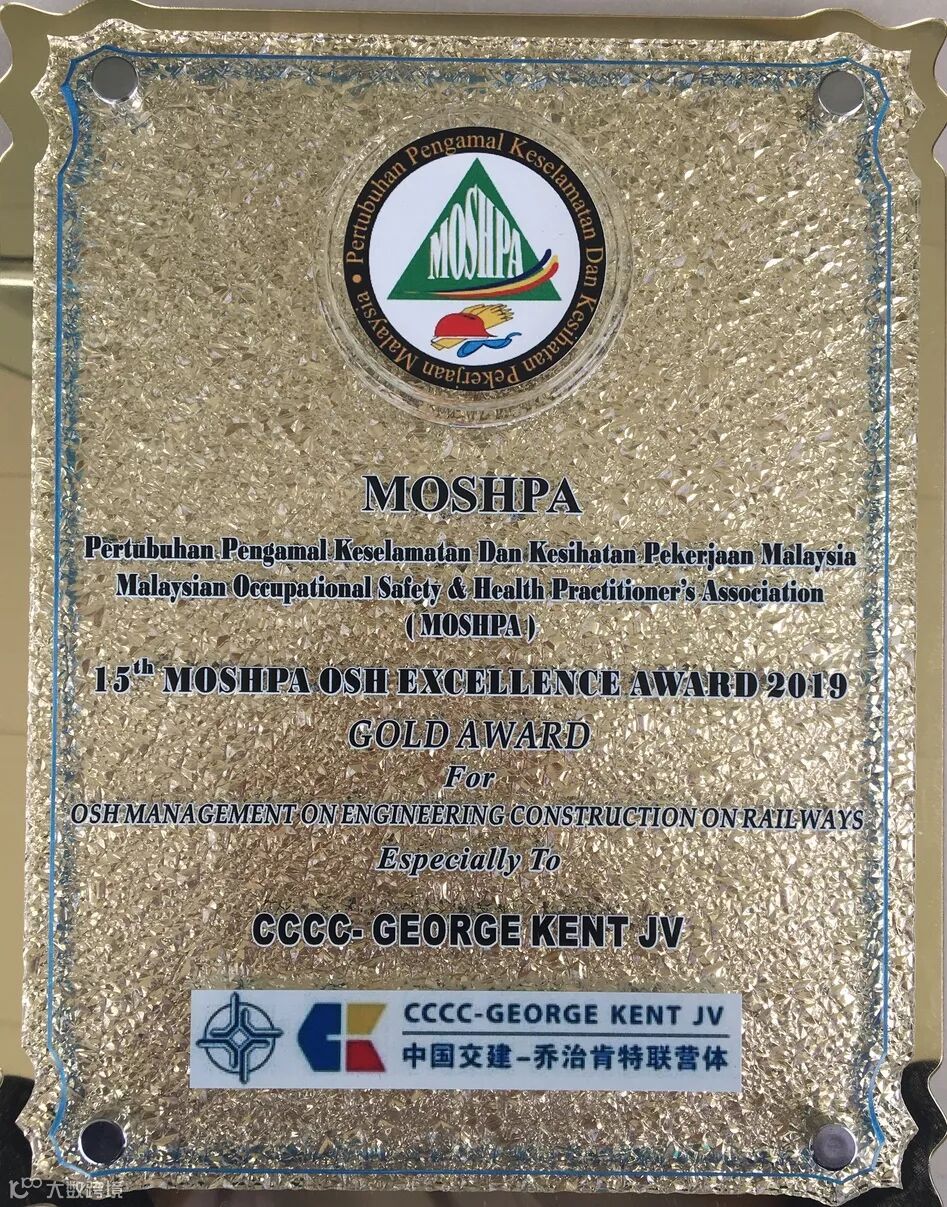 Pertubuhan Pengamal Keselamatan Dan Kesihatan Pekerjaan Malaysia •
MOSHPA
MOSHPA
Pertubuhan Pengamal Keselamatan Dan Kesihatan Pekerjaan Malaysia
Malaysian Occupational Safety & Health Practitioner's Association
( MOSHPA )
15th MOSHPA OSH EXCELLENCE AWARD 2019
GOLD AWARD
For
OSH MANAGEMENT ON ENGINEERING CONSTRUCTION ON RAILWAYS
Especially To
CCCC- GEORGE KENT JV
CCCC-GEORGE KENT JV
中国交建-乔治肯特联营体
大数跨境